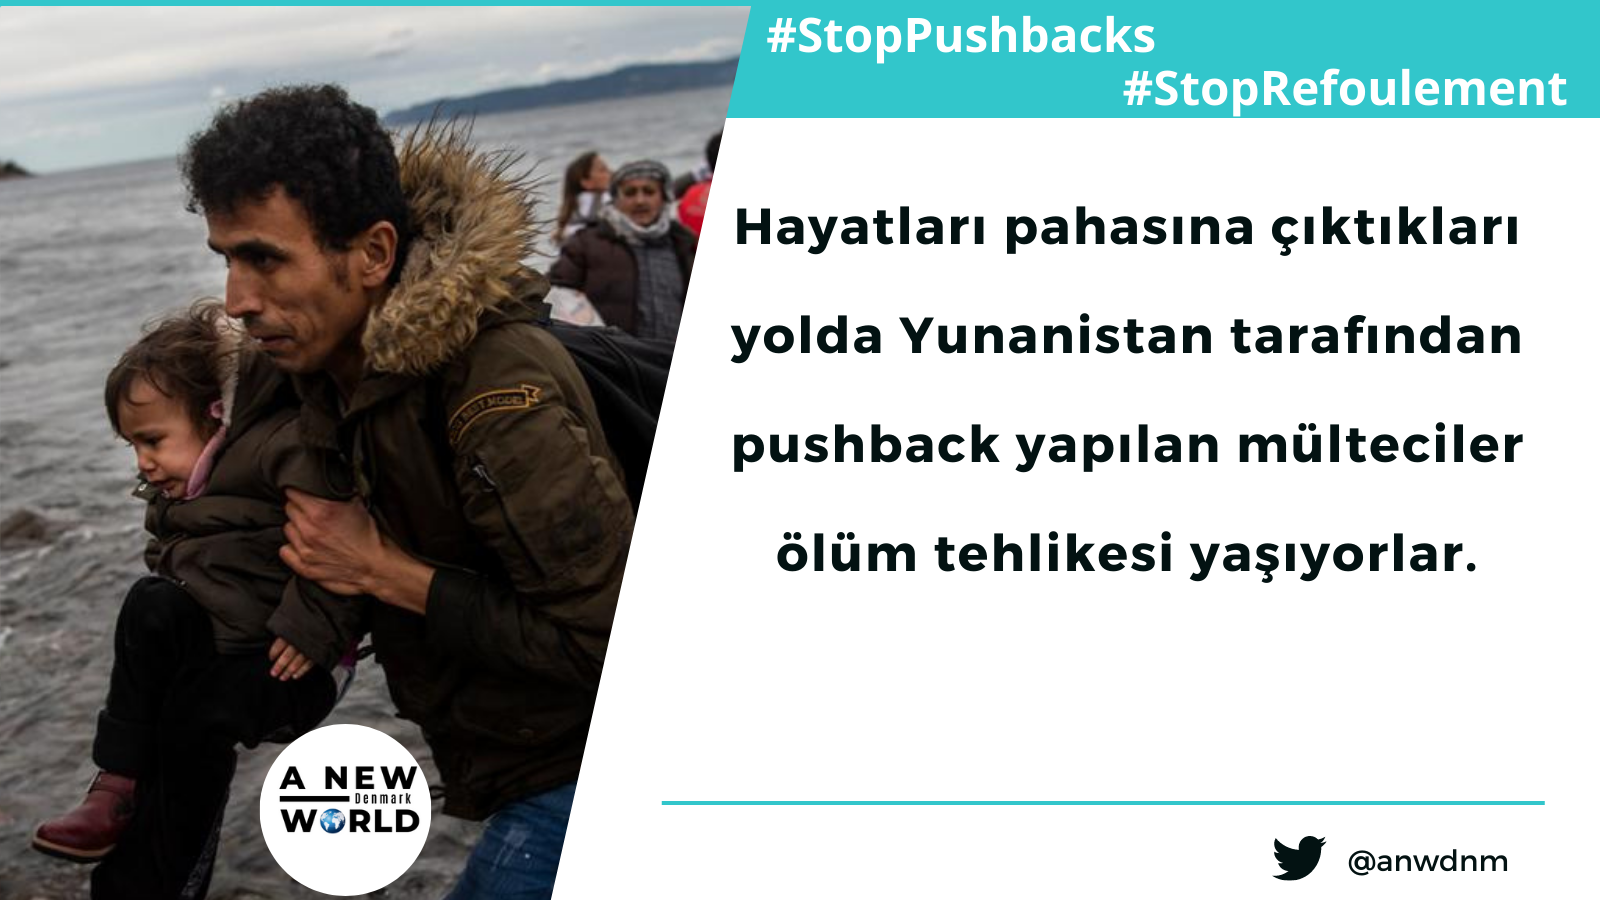 #StopPushbacks
#StopRefoulement
Hayatları pahasına çıktıkları
yolda Yunanistan tarafından
pushback yapılan mülteciler
ölüm tehlikesi yaşıyorlar.
A NEW
Denmark
WORLD
@anwdnm